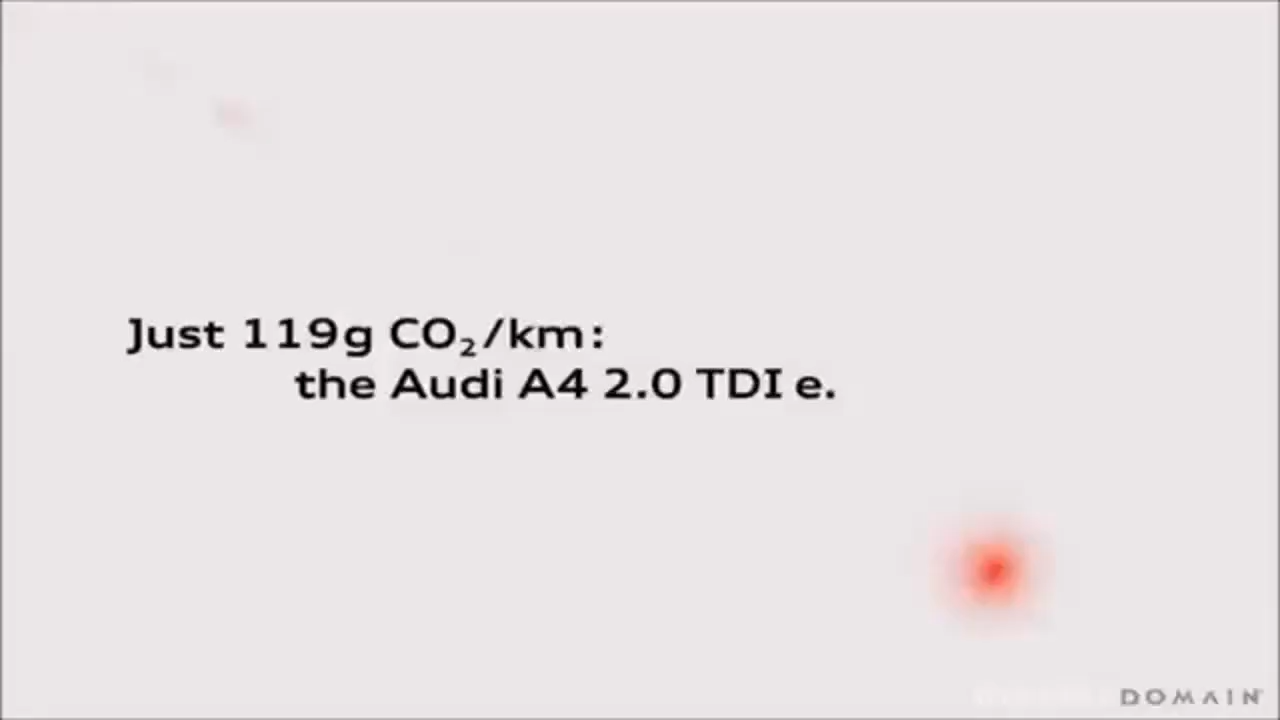 Just 119g CO₂/km:
the Audi A4 2.0 TDI e.
DOMAIN